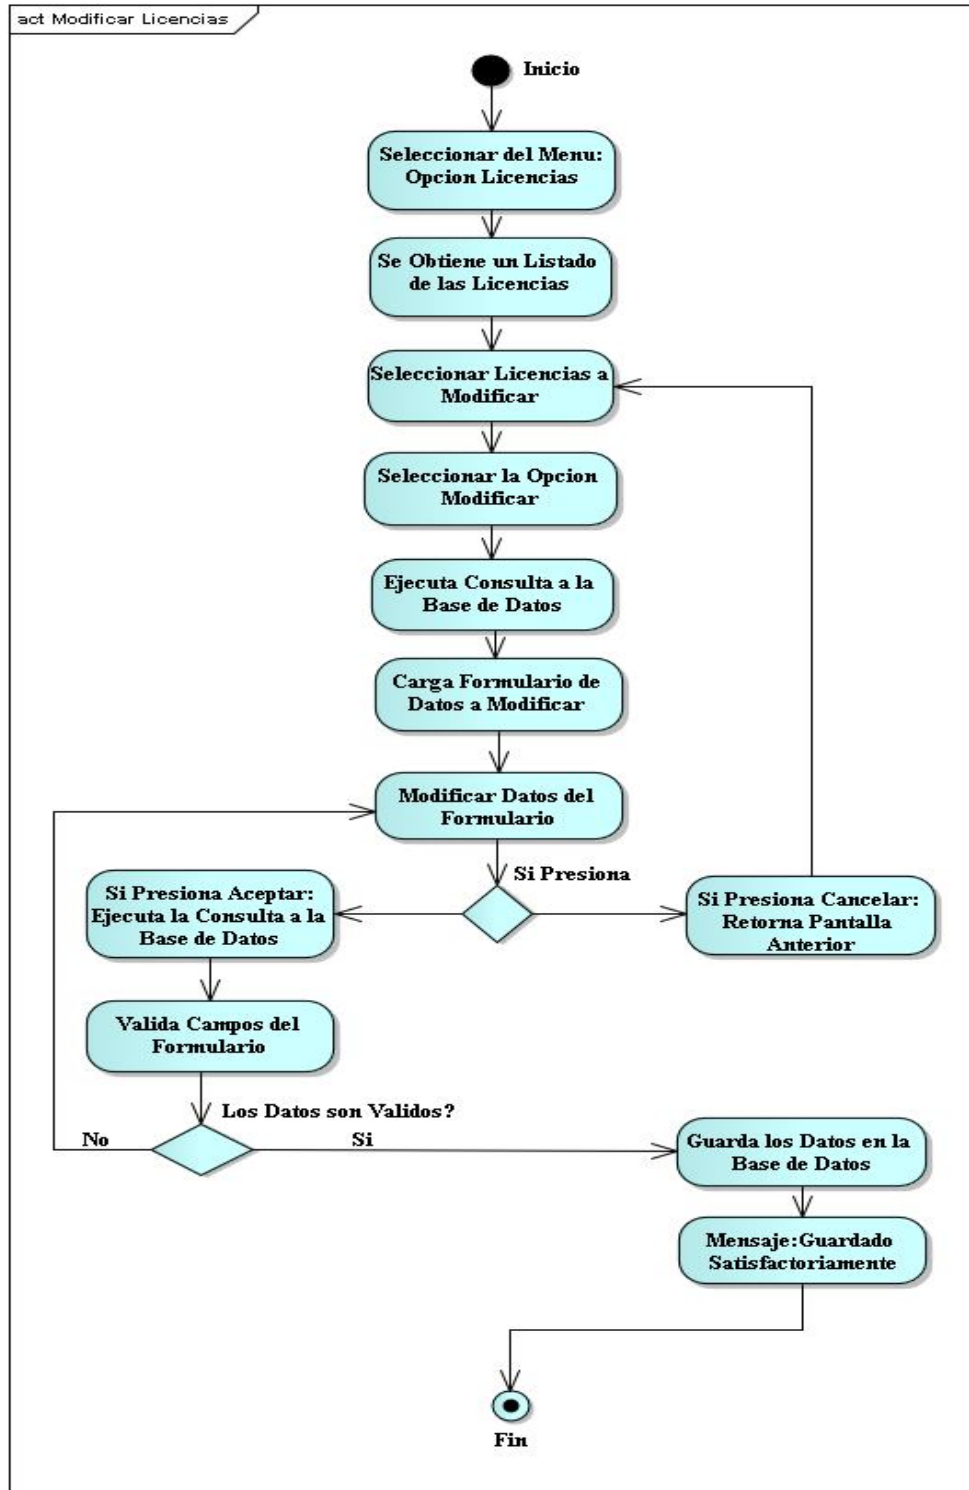 act Modificar Licencias
Inicio
Seleccionar del Menu:
Opcion Licencias
Se Obtiene un Listado
de las Licencias
Seleccionar Licencias a
Modificar
Seleccionar la Opcion
Modificar
Ejecuta Consulta a la
Base de Datos
Carga Formulario de
Datos a Modificar
Modificar Datos del
Formulario
Si Presiona
Si Presiona Aceptar:
Ejecuta la Consulta a la
Base de Datos
Si Presiona Cancelar:
Retorna Pantalla
Anterior
Valida Campos del
Formulario
Los Datos son Validos?
No
Si
Guarda los Datos en la
Base de Datos
Mensaje:Guardado
Satisfactoriamente
Fin